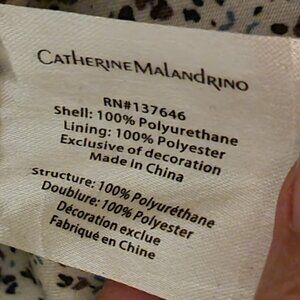 CATHERINE MALANDRINO
RN#137646
Shell: 100% Polyurethane
Lining: 100% Polyester
Exclusive of decoration
Made in China
Structure: 100% Polyuréthane
Doublure: 100% Polyester
Décoration exclue
Fabriqué en Chine